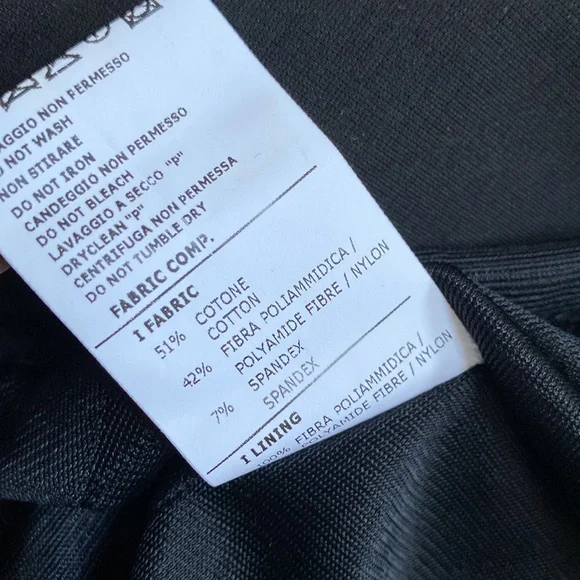 AGGIO NON PERMESSO
NOT WASH
NON STIRARE
DO NOT IRON
CANDEGGIO NON PERMESSO
DO NOT BLEACH
LAVAGGIO A SECCO "P"
DRYCLEAN "P"
CENTRIFUGA NON PERMESSA
DO NOT TUMBLE DRY
FABRIC COMP.
I FABRIC
51% COTONE
COTTON
42% FIBRA POLIAMMIDICA /
POLYAMIDE FIBRE / NYLON
7% SPANDEX
SPANDEX
I LINING
100% FIBRA POLIAMMIDICA /
POLYAMIDE FIBRE / NYLON